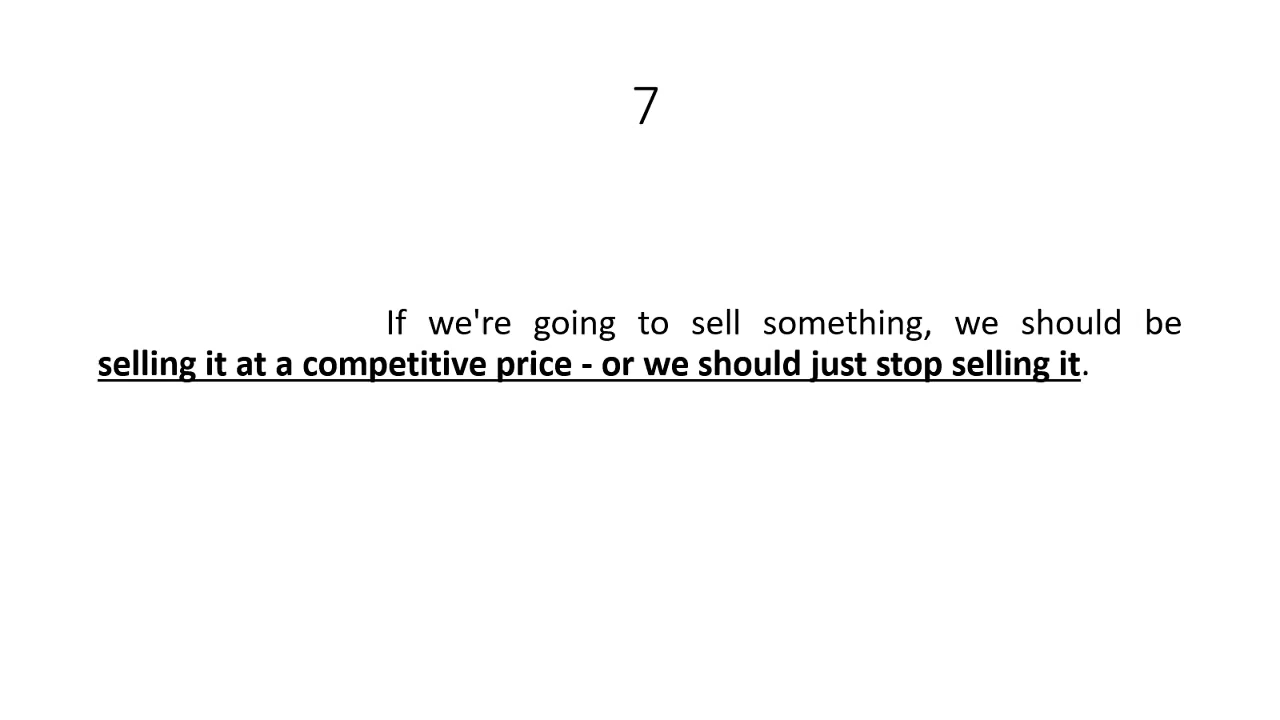 7
If we're going to sell something, we should be
selling it at a competitive price - or we should just stop selling it.